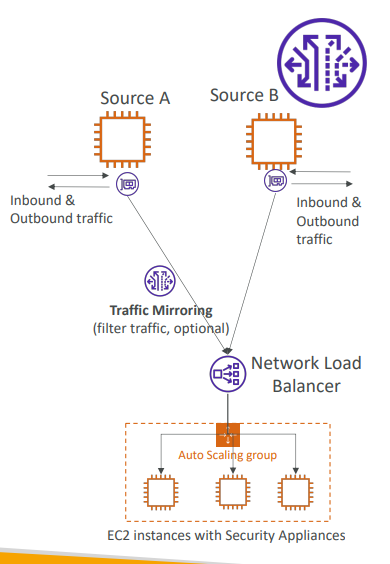 Source A
Source B
Inbound &
Outbound traffic
Inbound &
Outbound
traffic
Traffic Mirroring
(filter traffic, optional)
Network Load
Balancer
Auto Scaling group
EC2 instances with Security Appliances